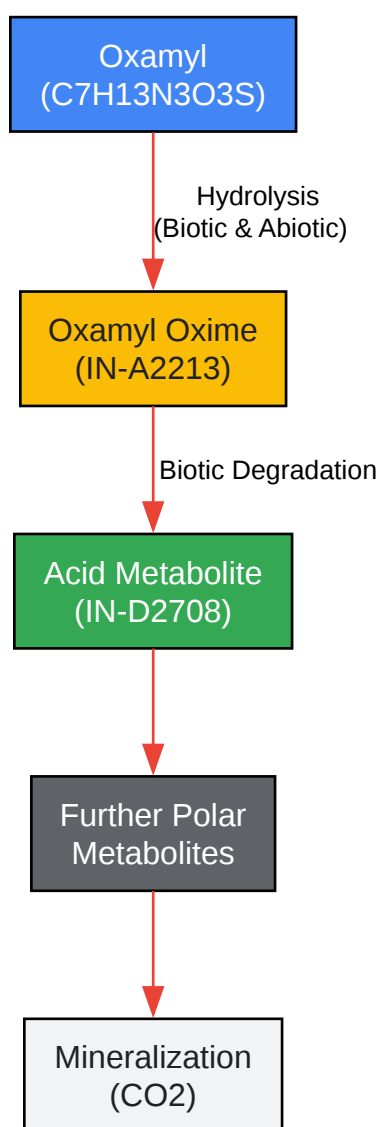 Oxamyl
(C7H13N3O3S)
Hydrolysis
(Biotic & Abiotic)
Oxamyl Oxime
(IN-A2213)
Biotic Degradation
Acid Metabolite
(IN-D2708)
Further Polar
Metabolites
Mineralization
(CO2)